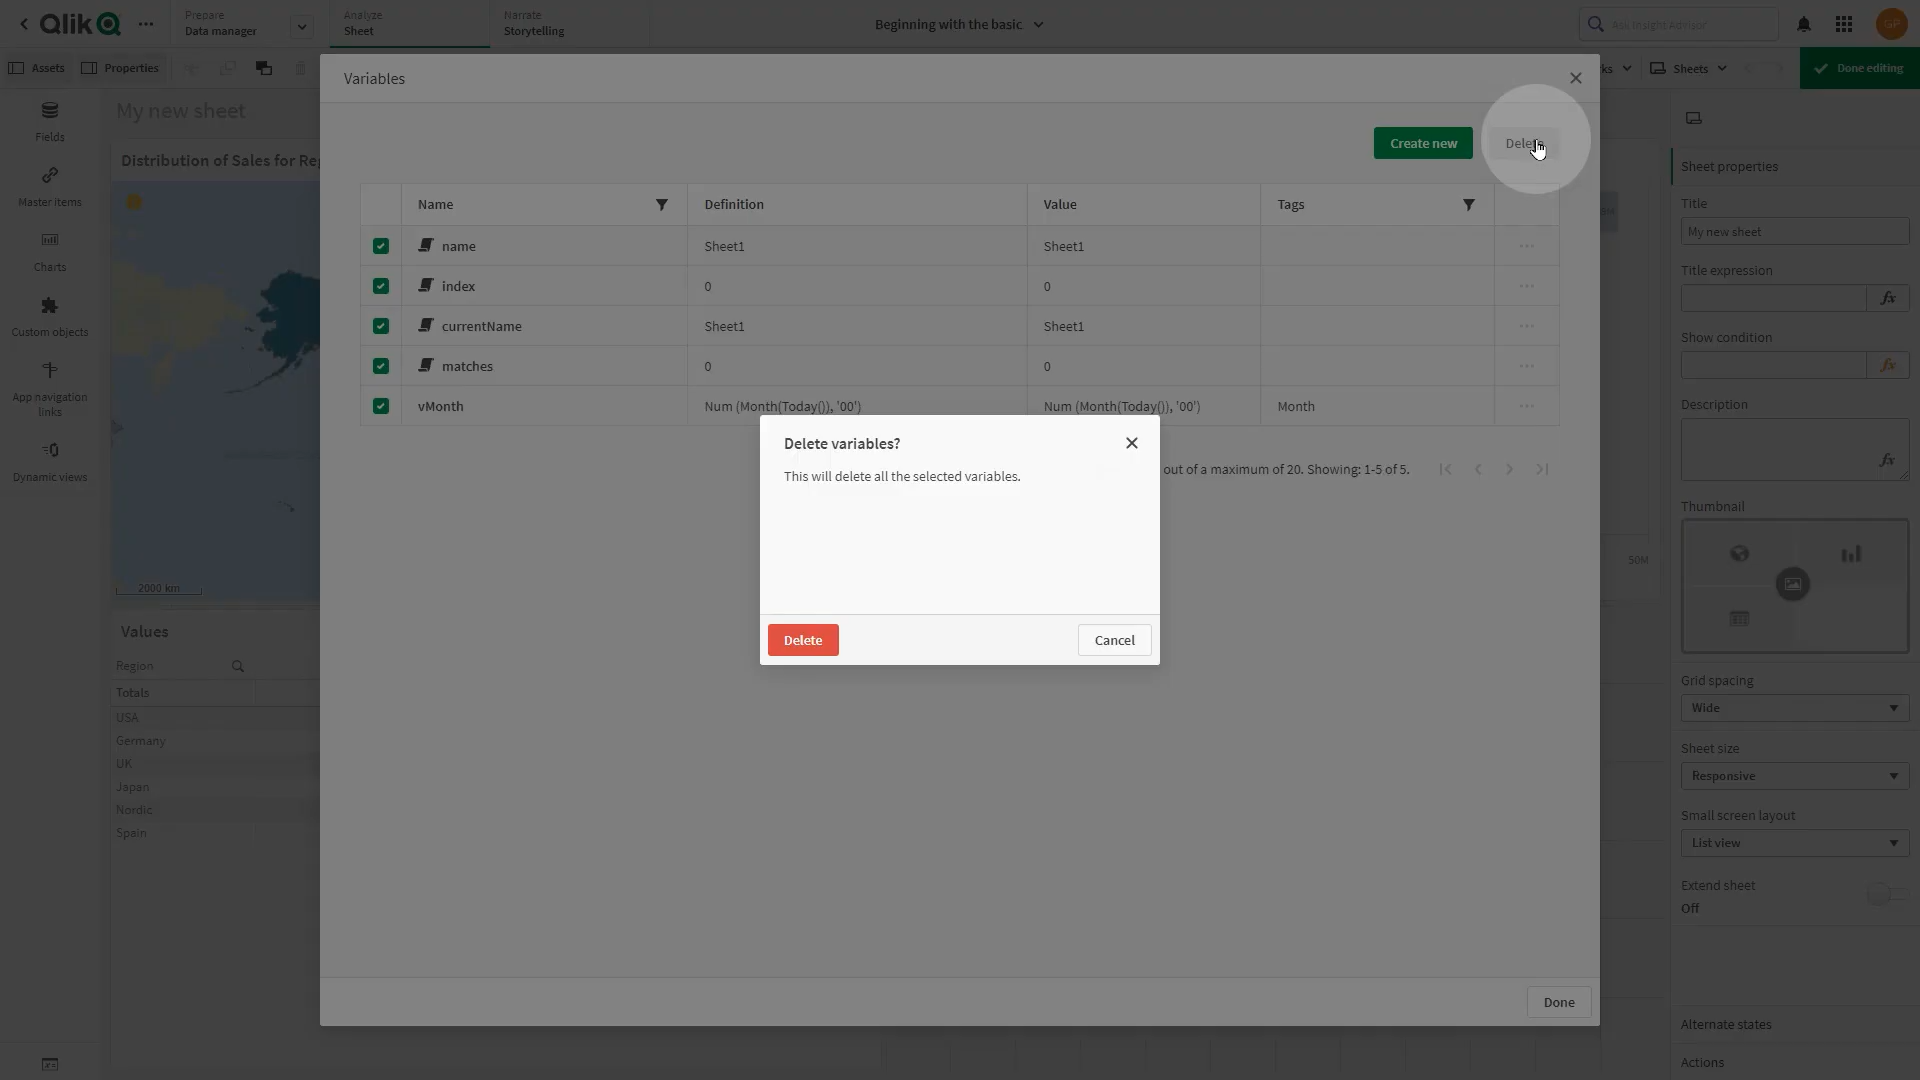 Qlik
Prepare
Data manager
Analyze
Sheet
Narrate
Storytelling
Beginning with the basic
Ask Insight Advisor
GP
Assets
Properties
Sheets
Done editing
Variables
Create new
Delete
Name
Definition
Value
Tags
name
Sheet1
Sheet1
index
0
0
currentName
Sheet1
Sheet1
matches
0
0
vMonth
Num (Month(Today()), '00')
Num (Month(Today()), '00')
Month
out of a maximum of 20. Showing: 1-5 of 5.
Delete variables?
This will delete all the selected variables.
Delete
Cancel
Done
Fields
Master items
Charts
Custom objects
App navigation
links
Dynamic views
My new sheet
Distribution of Sales for Reg
2000 km
Values
Region
Totals
USA
Germany
UK
Japan
Nordic
Spain
50M
Sheet properties
Title
My new sheet
Title expression
fx
Show condition
fx
Description
fx
Thumbnail
Grid spacing
Wide
Sheet size
Responsive
Small screen layout
List view
Extend sheet
Off
Alternate states
Actions